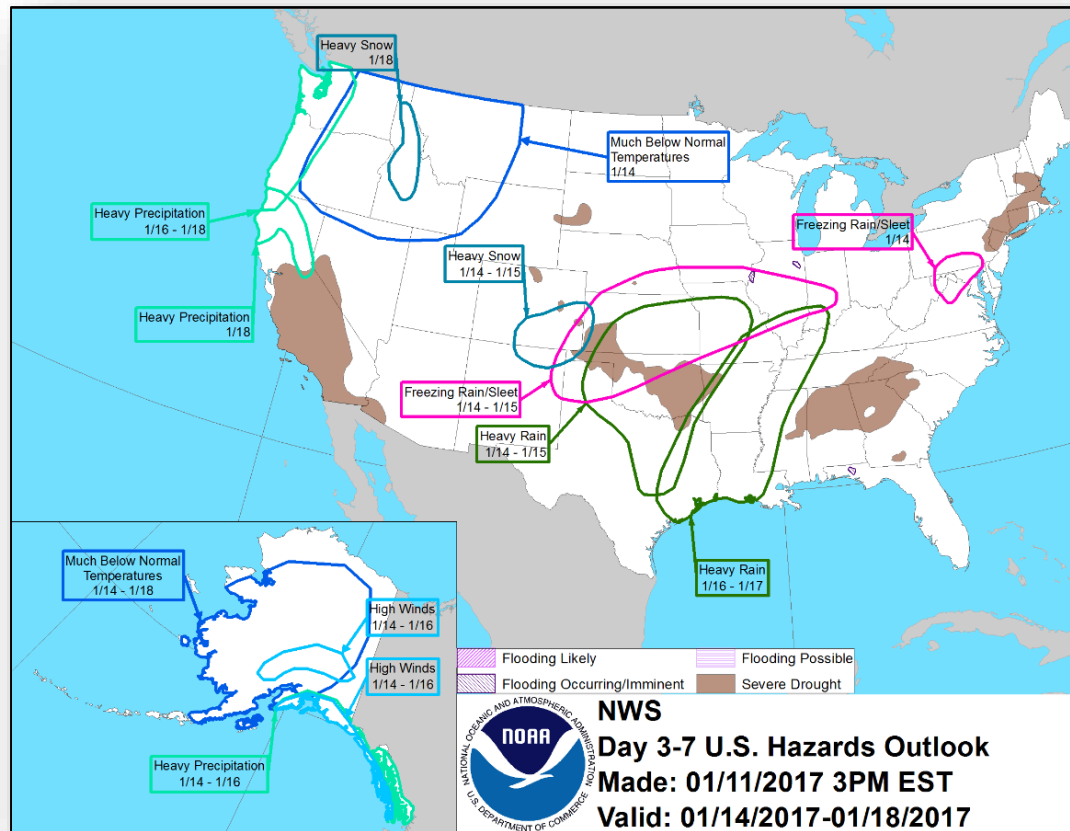 Heavy Snow
1/18
Much Below Normal
Temperatures
1/14
Heavy Precipitation
1/16 - 1/18
Freezing Rain/Sleet
1/14
Heavy Snow
1/14 - 1/15
Heavy Precipitation
1/18
Freezing Rain/Sleet
1/14 - 1/15
Heavy Rain
1/14 - 1/15
Heavy Rain
1/16 - 1/17
Much Below Normal
Temperatures
1/14 - 1/18
High Winds
1/14 - 1/16
High Winds
1/14 - 1/16
Heavy Precipitation
1/14 - 1/16
Flooding Likely
Flooding Possible
Flooding Occurring/Imminent
Severe Drought
NATIONAL OCEANIC AND ATMOSPHERIC ADMINISTRATION
NOAA
U.S. DEPARTMENT OF COMMERCE
NWS
Day 3-7 U.S. Hazards Outlook
Made: 01/11/2017 3PM EST
Valid: 01/14/2017-01/18/2017